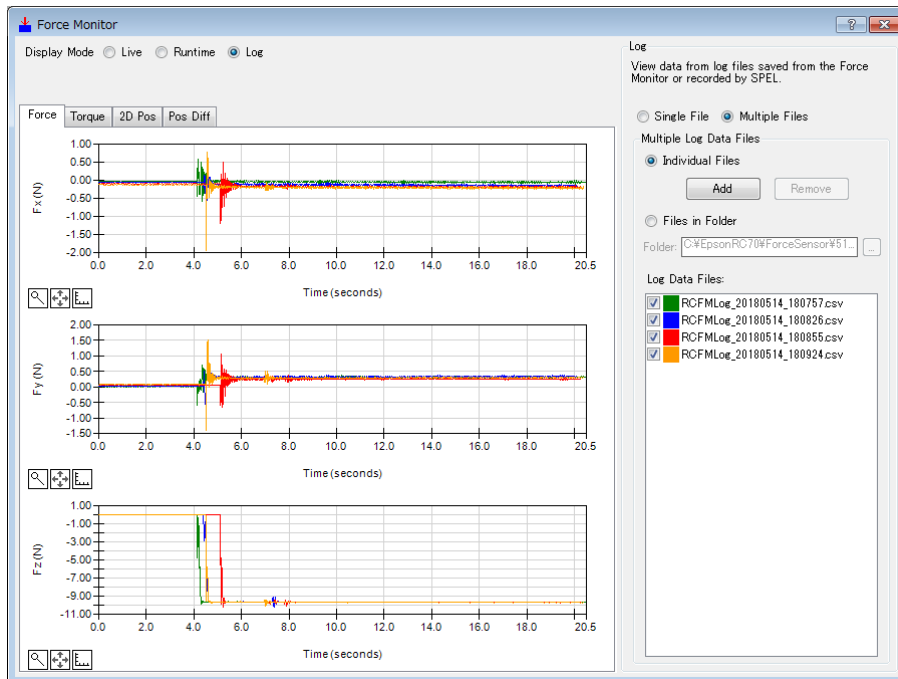 Force Monitor
Display Mode Live Runtime Log
Force Torque 2D Pos Pos Diff
1.00
0.50
0.00
-0.50
-1.00
-1.50
-2.00
Fx (N)
0.0 2.0 4.0 6.0 8.0 10.0 12.0 14.0 16.0 18.0 20.5
Time (seconds)
2.00
1.50
1.00
0.50
0.00
-0.50
-1.00
-1.50
Fy (N)
0.0 2.0 4.0 6.0 8.0 10.0 12.0 14.0 16.0 18.0 20.5
Time (seconds)
1.00
-1.00
-3.00
-5.00
-7.00
-9.00
-11.00
Fz (N)
0.0 2.0 4.0 6.0 8.0 10.0 12.0 14.0 16.0 18.0 20.5
Time (seconds)
Log
View data from log files saved from the Force
Monitor or recorded by SPEL.
Single File Multiple Files
Multiple Log Data Files
Individual Files
Add Remove
Files in Folder
Folder: C:¥EpsonRC70¥ForceSensor¥51... ...
Log Data Files:
RCFMLog_20180514_180757.csv
RCFMLog_20180514_180826.csv
RCFMLog_20180514_180855.csv
RCFMLog_20180514_180924.csv